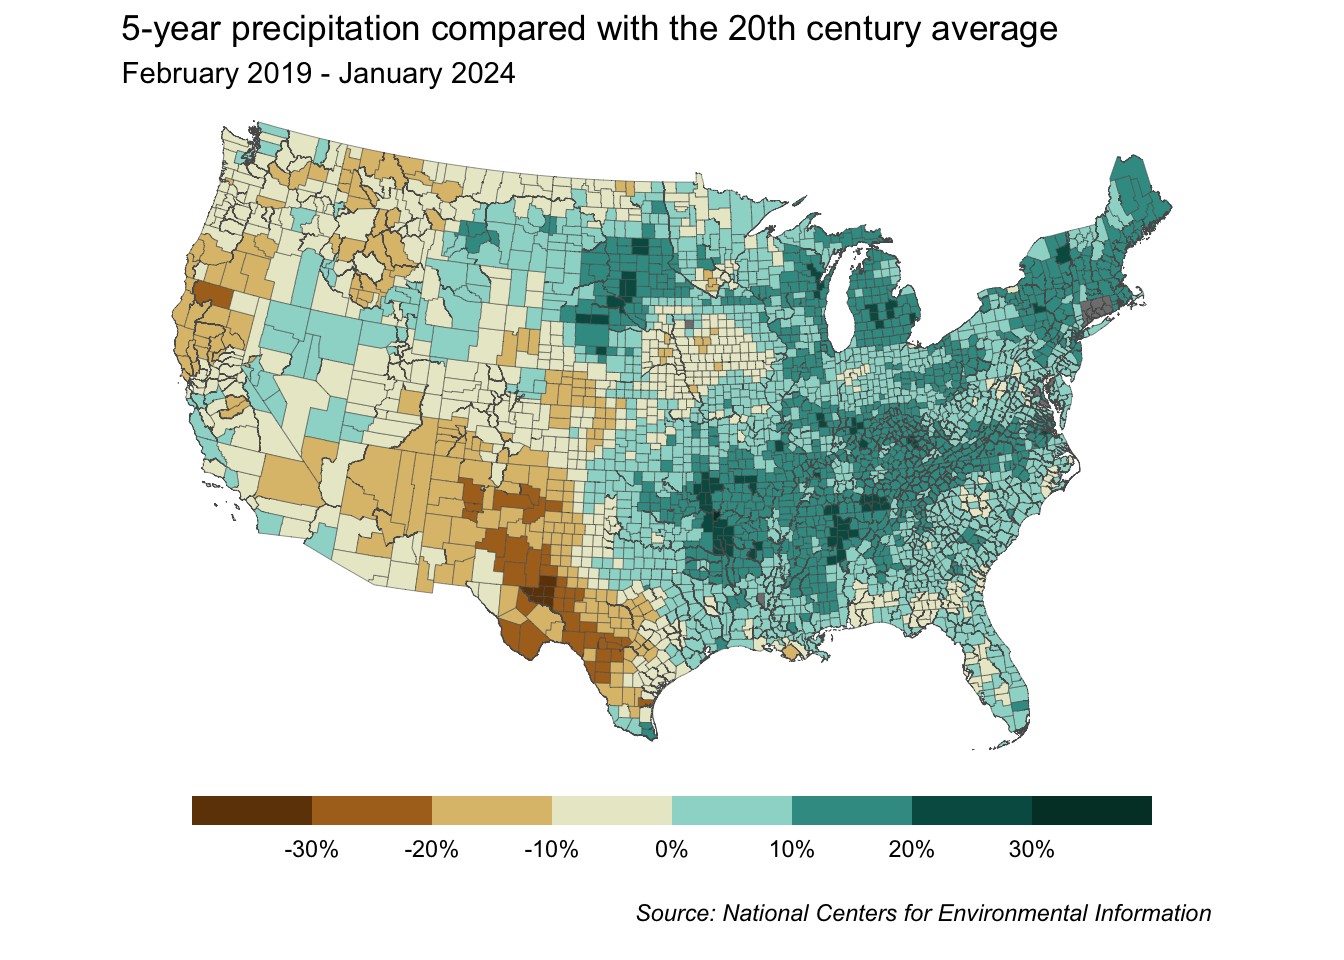 5-year precipitation compared with the 20th century average
February 2019 - January 2024
-30% -20% -10% 0% 10% 20% 30%
Source: National Centers for Environmental Information